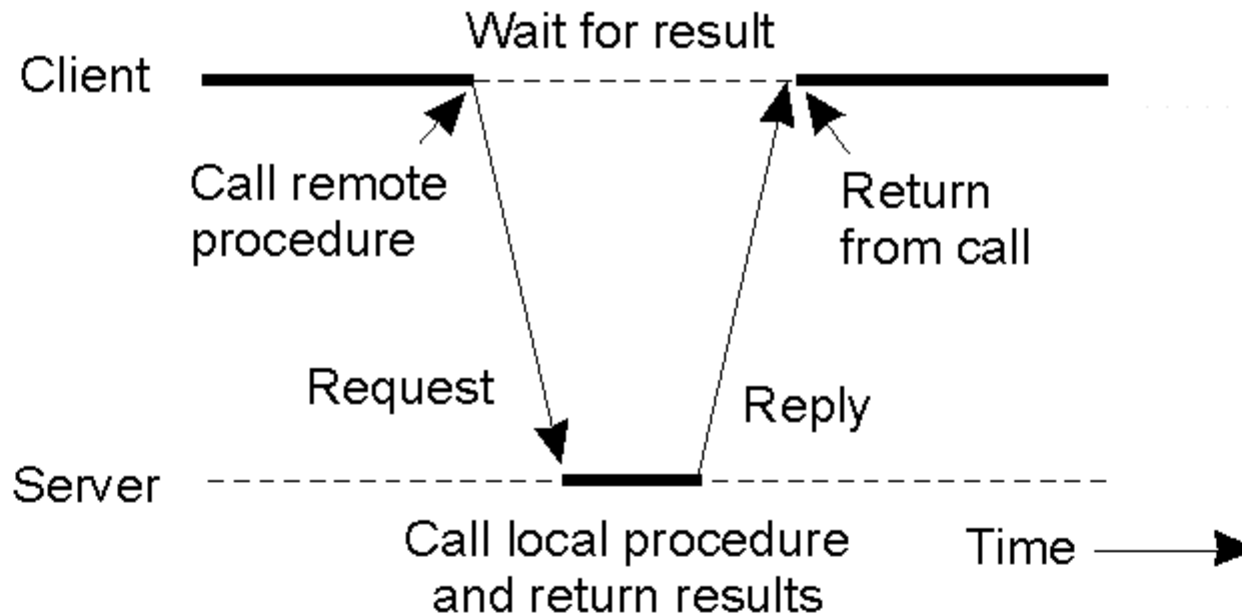 Wait for result
Client
Call remote
procedure
Return
from call
Request
Reply
Server
Call local procedure
and return results
Time